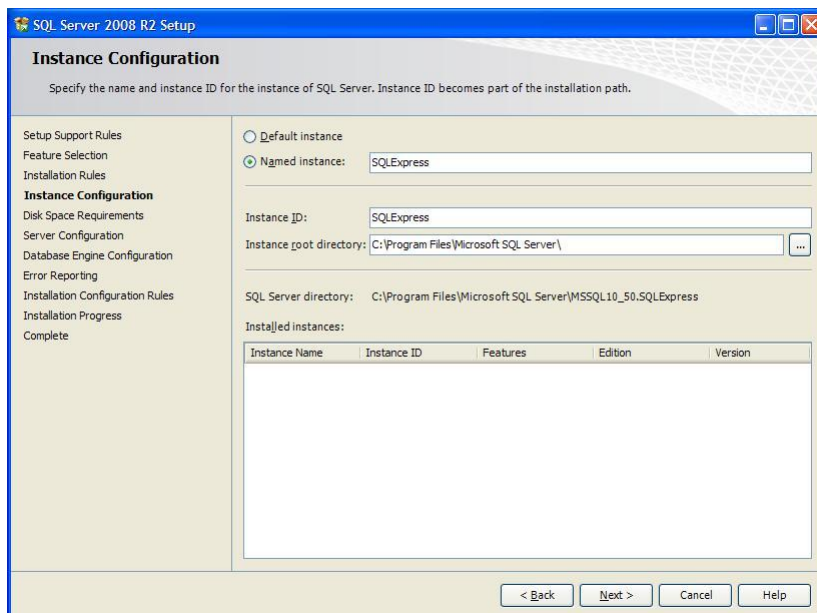 SQL Server 2008 R2 Setup
Instance Configuration
Specify the name and instance ID for the instance of SQL Server. Instance ID becomes part of the installation path.
Setup Support Rules
Feature Selection
Installation Rules
Instance Configuration
Disk Space Requirements
Server Configuration
Database Engine Configuration
Error Reporting
Installation Configuration Rules
Installation Progress
Complete
Default instance
Named instance: SQLExpress
Instance ID: SQLExpress
Instance root directory: C:\Program Files\Microsoft SQL Server\ ...
SQL Server directory: C:\Program Files\Microsoft SQL Server\MSSQL10_50.SQLExpress
Installed instances:
Instance Name Instance ID Features Edition Version
< Back Next > Cancel Help